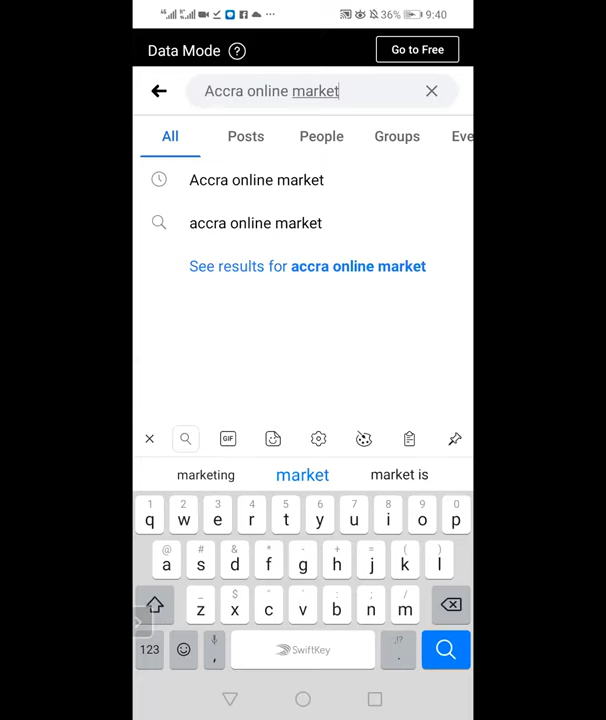 36% 9:40
Data Mode ? Go to Free
Accra online market
All Posts People Groups Eve
Accra online market
accra online market
See results for accra online market
GIF
marketing market market is
1 2 3 4 5 6 7 8 9 0
q w e r t y u i o p
@ # & * - + = ( )
a s d f g h j k l
_ $ " ' : ; /
z x c v b n m
123 , SwiftKey ,!? .